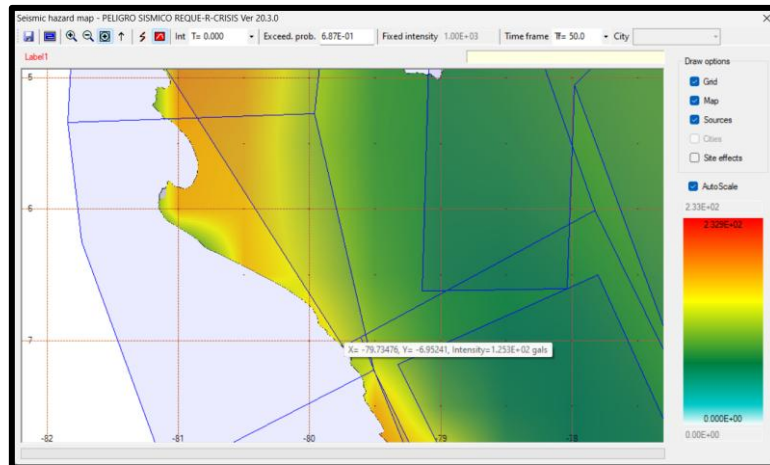 Seismic hazard map - PELIGRO SISMICO REQUE-R-CRISIS Ver 20.3.0
Int T= 0.000 Exceed. prob. 6.87E-01 Fixed intensity 1.00E+03 Time frame Tf= 50.0 City
Label1
Draw options
Grid
Map
Sources
Cities
Site effects
AutoScale
2.33E+02
2.329E+02
0.000E+00
0.00E+00
-5
-6
-7
X= -79.73476, Y= -6.95241, Intensity=1.253E+02 gals
-82 -81 -80 -79 -78